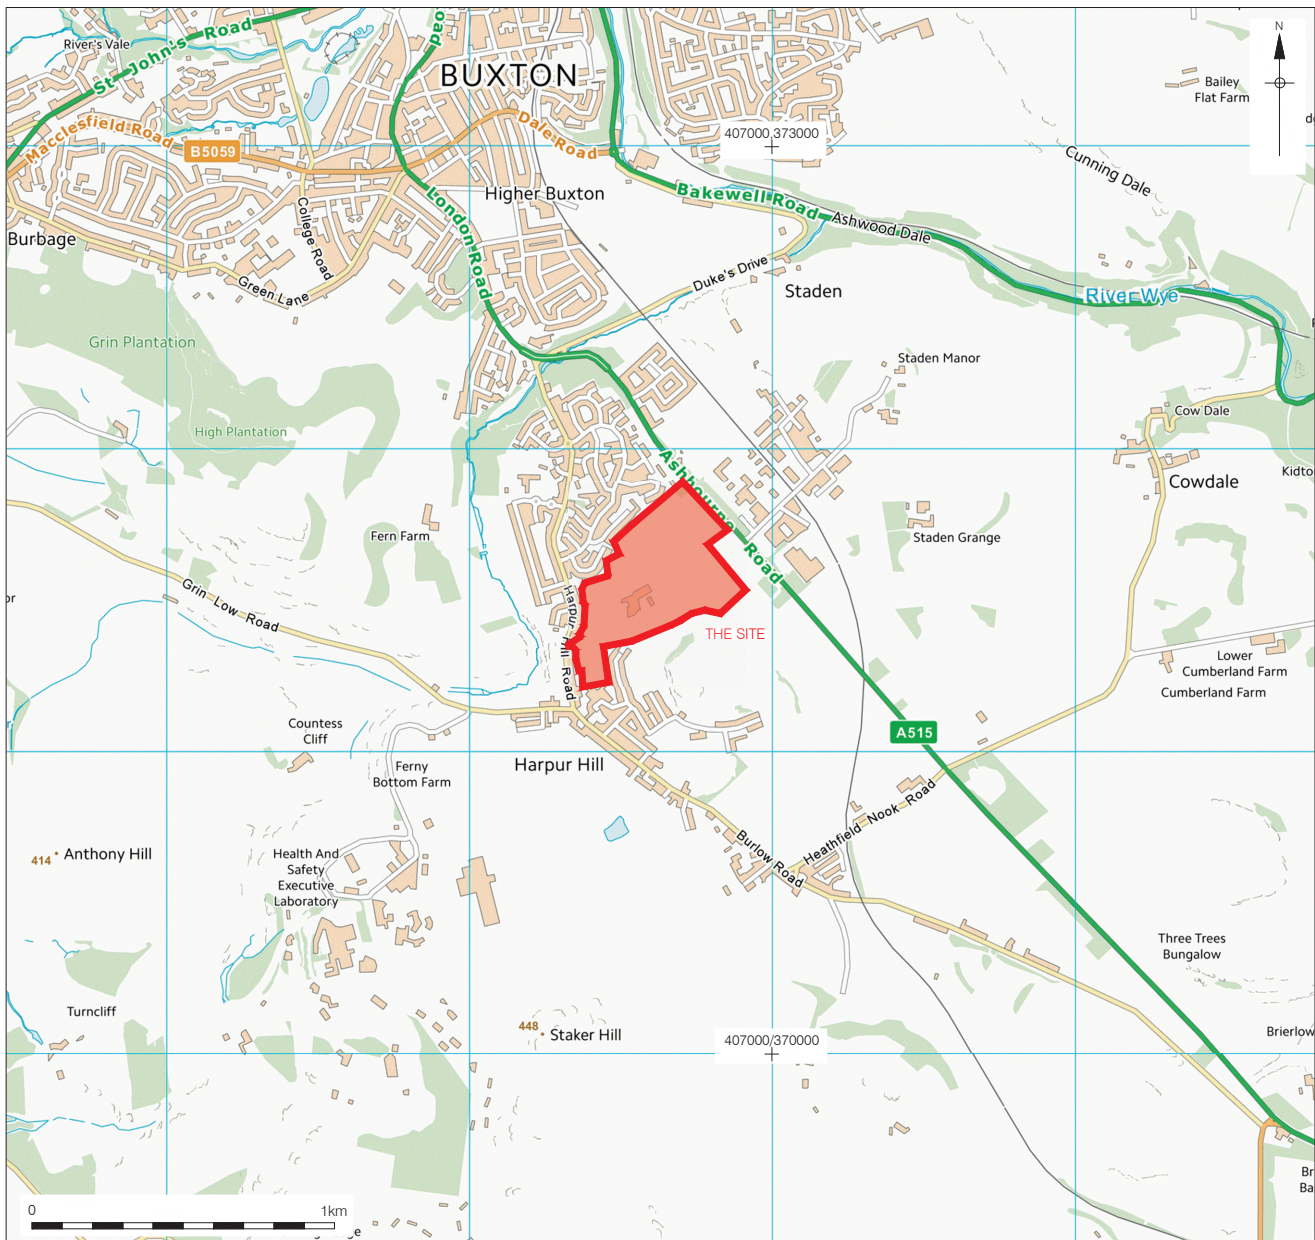 River's Vale
St John's Road
oad
BUXTON
N
Bailey
Flat Farm
Macclesfield Road
B5059
Dale Road
407000,373000
Cunning Dale
Higher Buxton
London Road
College Road
Bakewell Road
Ashwood Dale
Burbage
Green Lane
Duke's Drive
Staden
River Wye
Grin Plantation
Staden Manor
High Plantation
Cow Dale
Ashbourne Road
Cowdale
Kidto
Fern Farm
Staden Grange
Grin Low Road
or
Harpur Hill Road
THE SITE
Lower
Cumberland Farm
Cumberland Farm
Countess
Cliff
A515
Ferny
Bottom Farm
Harpur Hill
Heathfield Nook Road
Burlow Road
414
Anthony Hill
Health And
Safety
Executive
Laboratory
Three Trees
Bungalow
Turncliff
448
Staker Hill
407000,370000
Brierlow
Br
Ba
0
1km